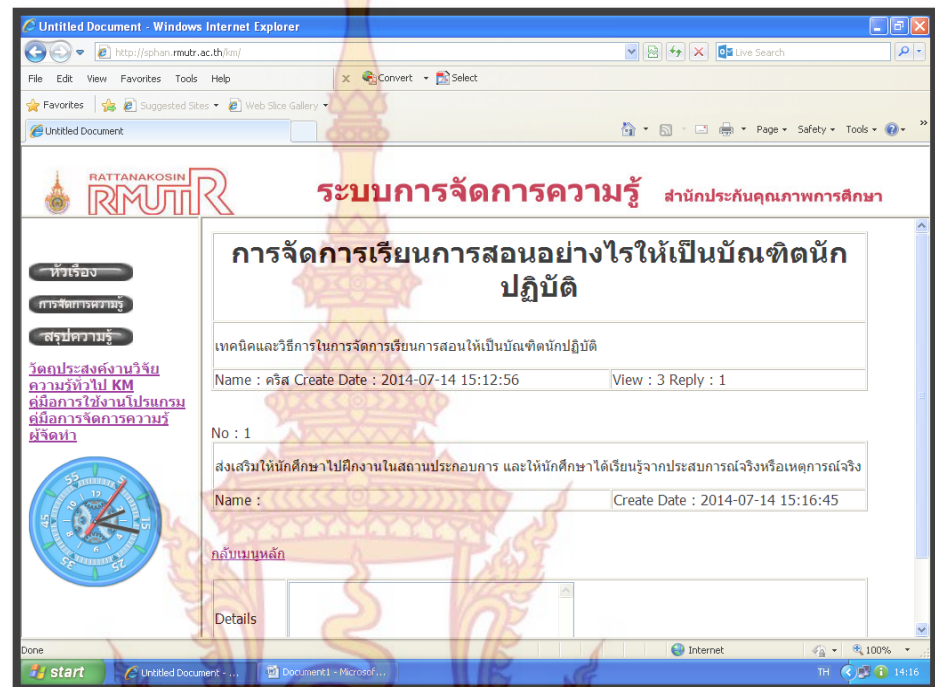 Untitled Document - Windows Internet Explorer
http://sphan.rmutr.ac.th/km/
Live Search
File Edit View Favorites Tools Help
Convert Select
Favorites Suggested Sites Web Slice Gallery
Untitled Document
Page Safety Tools
RATTANAKOSIN
RMUTR
ระบบการจัดการความรู้ สำนักประกันคุณภาพการศึกษา
หัวเรื่อง
การจัดการความรู้
สรุปความรู้
วัตถุประสงค์งานวิจัย
ความรู้ทั่วไป KM
คู่มือการใช้งานโปรแกรม
คู่มือการจัดการความรู้
ผู้จัดทำ
การจัดการเรียนการสอนอย่างไรให้เป็นบัณฑิตนัก
ปฏิบัติ
เทคนิคและวิธีการในการจัดการเรียนการสอนให้เป็นบัณฑิตนักปฏิบัติ
Name : คริส Create Date : 2014-07-14 15:12:56 View : 3 Reply : 1
No : 1
ส่งเสริมให้นักศึกษาไปฝึกงานในสถานประกอบการ และให้นักศึกษาได้เรียนรู้จากประสบการณ์จริงหรือเหตุการณ์จริง
Name : Create Date : 2014-07-14 15:16:45
กลับเมนูหลัก
Details
Done Internet 100%
start Untitled Document - ... Document1 - Microsof... TH 14:16